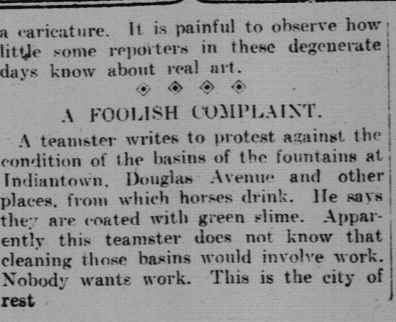 a caricature. It is painful to observe how
little some reporters in these degenerate
days know about real art.
A FOOLISH COMPLAINT.
A teamster writes to protest against the
condition of the basins of the fountains at
Indiantown, Douglas Avenue and other
places, from which horses drink. He says
they are coated with green slime. Appar-
ently this teamster does not know that
cleaning those basins would involve work.
Nobody wants work. This is the city of
rest